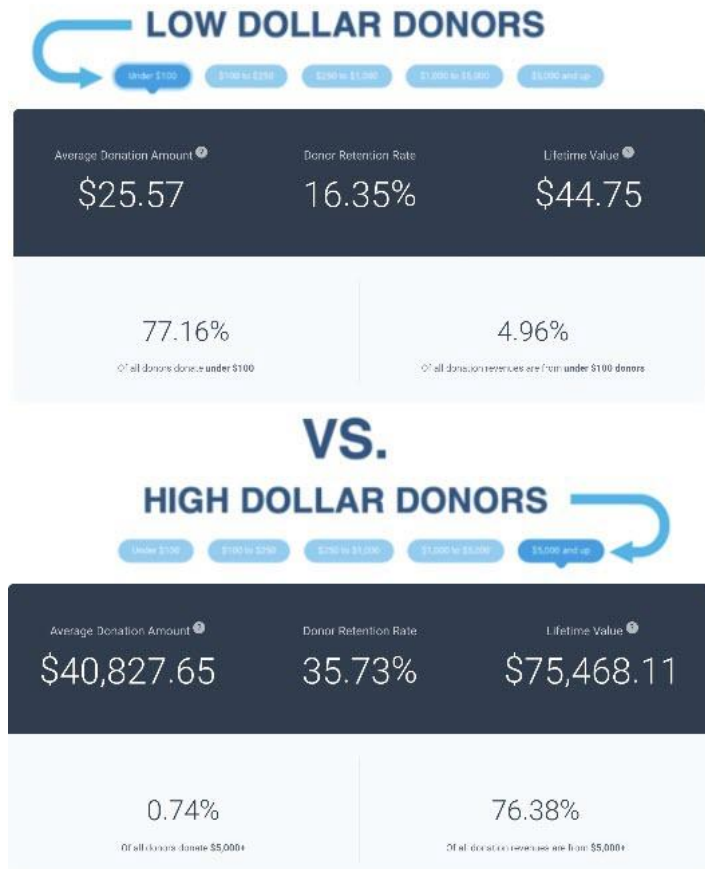 LOW DOLLAR DONORS
Under $100 $100 to $250 $250 to $1,000 $1,000 to $5,000 $5,000 and up
Average Donation Amount ? Donor Retention Rate Lifetime Value ?
$25.57 16.35% $44.75
77.16% 4.96%
Of all donors donate under $100 Of all donation revenues are from under $100 donors
VS.
HIGH DOLLAR DONORS
Under $100 $100 to $250 $250 to $1,000 $1,000 to $5,000 $5,000 and up
Average Donation Amount ? Donor Retention Rate Lifetime Value ?
$40,827.65 35.73% $75,468.11
0.74% 76.38%
Of all donors donate $5,000+ Of all donation revenues are from $5,000+